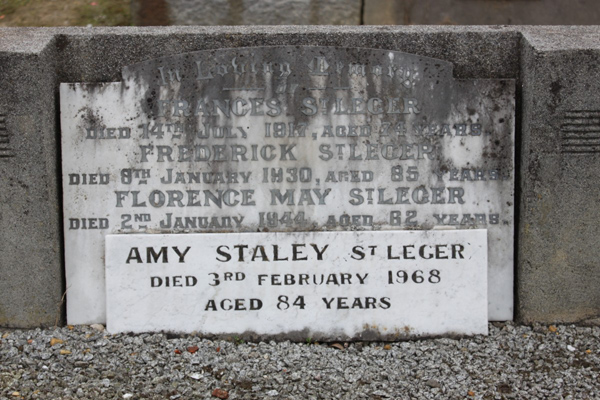 In Loving Memory
FRANCES ST LEGER
DIED 14TH JULY AGED YEARS
FREDERICK ST LEGER
DIED 8TH JANUARY 1930, AGED 85 YEARS
FLORENCE MAY ST LEGER
DIED 2ND JANUARY 1944, AGED 62 YEARS.
AMY STALEY ST LEGER
DIED 3RD FEBRUARY 1968
AGED 84 YEARS